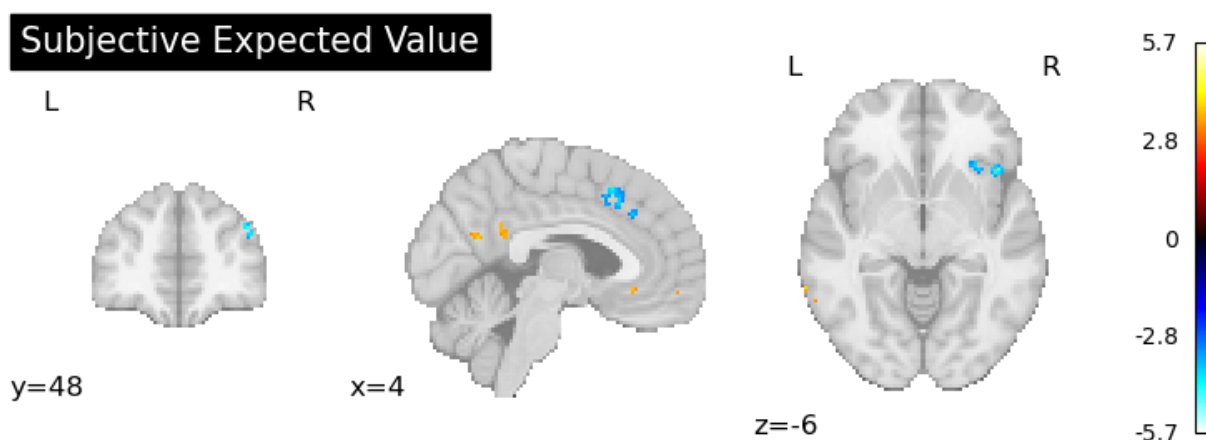 Subjective Expected Value
L R
L R
y=48
x=4
z=-6
5.7
2.8
0
-2.8
-5.7